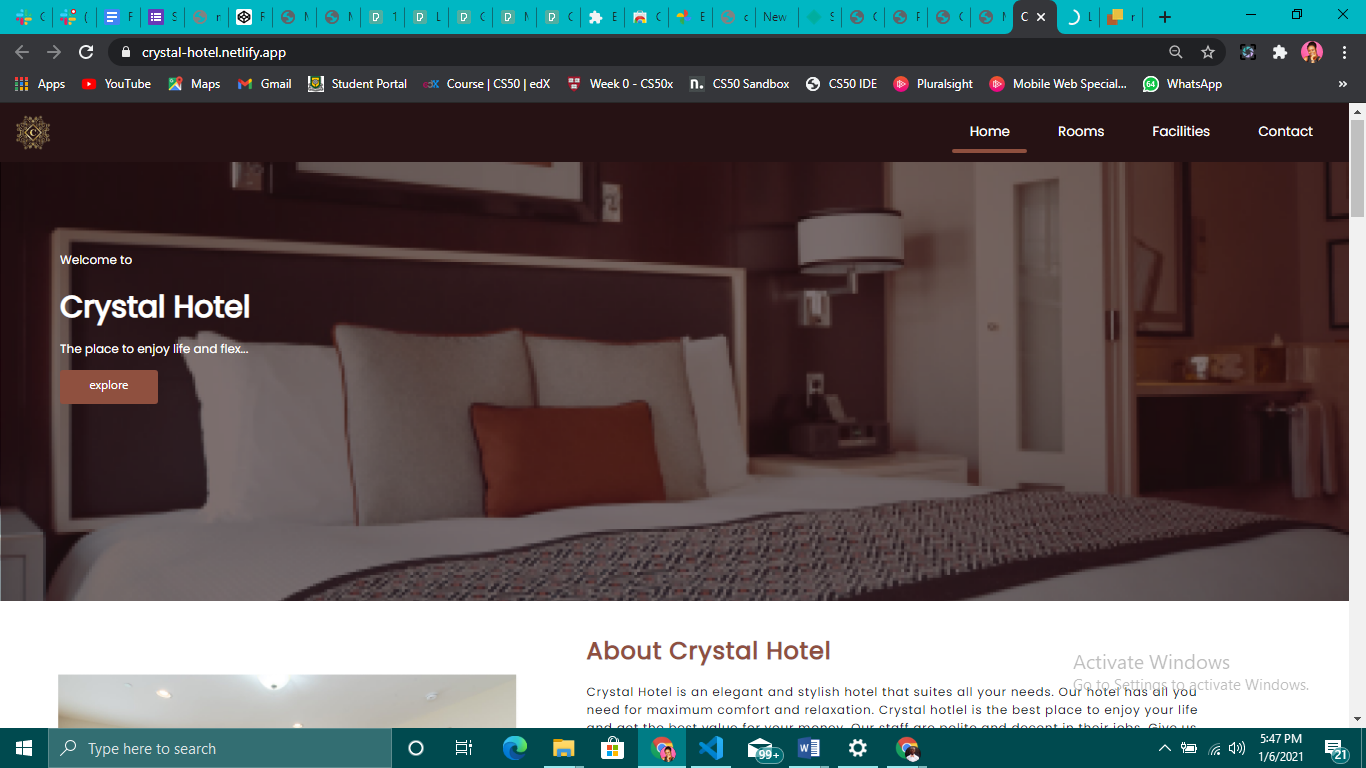 New
crystal-hotel.netlify.app
Apps YouTube Maps Gmail Student Portal Course | CS50 | edX Week 0 - CS50x CS50 Sandbox CS50 IDE Pluralsight Mobile Web Special... WhatsApp »
C
Home Rooms Facilities Contact
Welcome to
Crystal Hotel
The place to enjoy life and flex...
explore
About Crystal Hotel
Crystal Hotel is an elegant and stylish hotel that suites all your needs. Our hotel has all you
need for maximum comfort and relaxation. Crystal hotlel is the best place to enjoy your life
and get the best value for your money. Our staff are polite and decent in their jobs. Give us
Activate Windows
Go to Settings to activate Windows.
Type here to search
99+
5:47 PM
1/6/2021
21